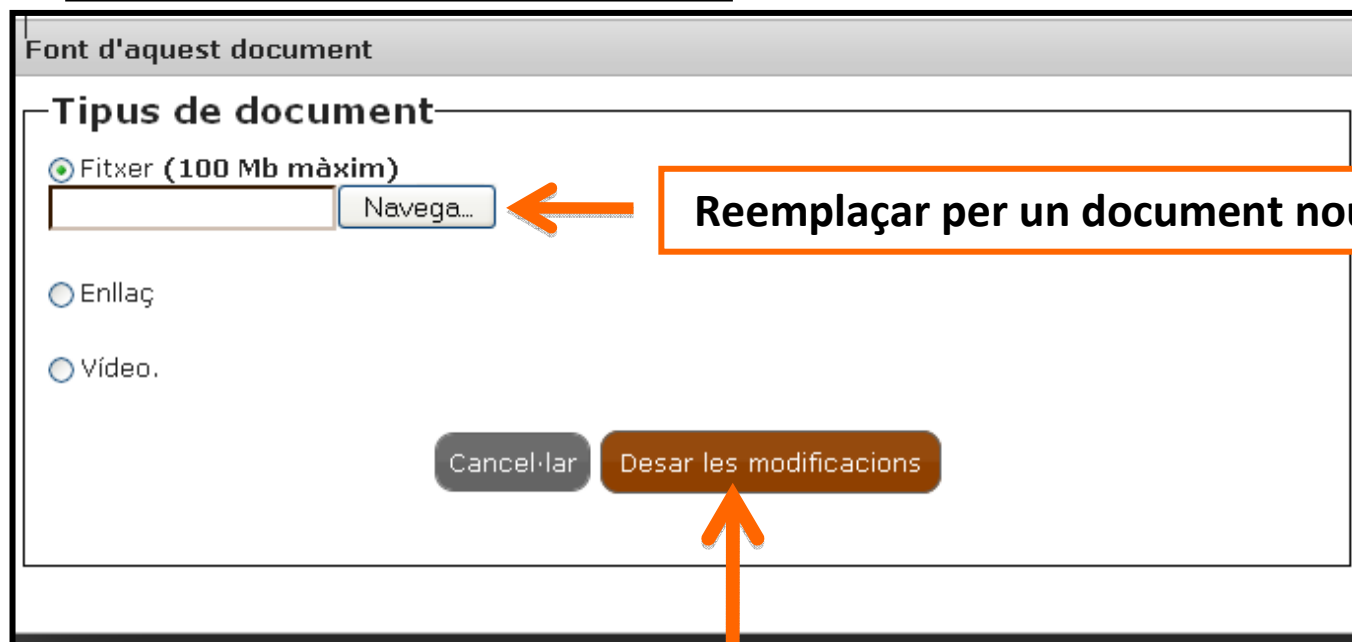 Font d'aquest document
Tipus de document
Fitxer (100 Mb màxim)
Navega...
Reemplaçar per un document nou
Enllaç
Vídeo.
Cancel·lar
Desar les modificacions